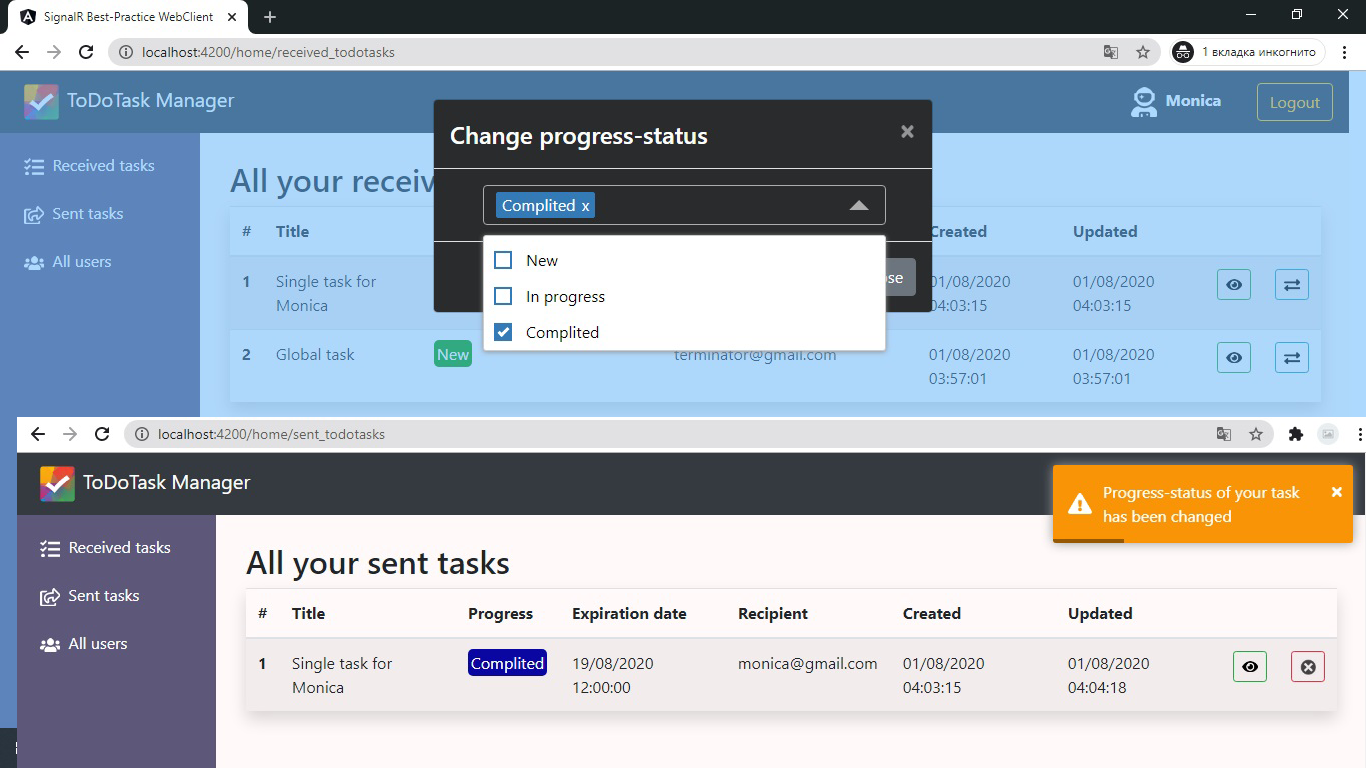 SignalR Best-Practice WebClient
localhost:4200/home/received_todotasks
1 вкладка инкогнито
ToDoTask Manager
Monica
Logout
Received tasks
Sent tasks
All users
All your
Change progress-status
Complited x
New
In progress
Complited
# Title Created Updated
1 Single task for Monica 01/08/2020 04:03:15 01/08/2020 04:03:15
2 Global task New terminator@gmail.com 01/08/2020 03:57:01 01/08/2020 03:57:01
localhost:4200/home/sent_todotasks
ToDoTask Manager
Progress-status of your task
has been changed
Received tasks
Sent tasks
All users
All your sent tasks
# Title Progress Expiration date Recipient Created Updated
1 Single task for Complited 19/08/2020 monica@gmail.com 01/08/2020 01/08/2020
Monica 12:00:00 04:03:15 04:04:18